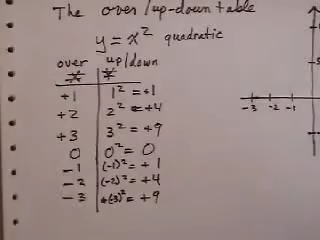 The over/up-down table
y = x² quadratic
over up/down
x y
+1 1² = +1
+2 2² = +4
+3 3² = +9
0 0² = 0
-1 (-1)² = +1
-2 (-2)² = +4
-3 (-3)² = +9
-3 -2 -1